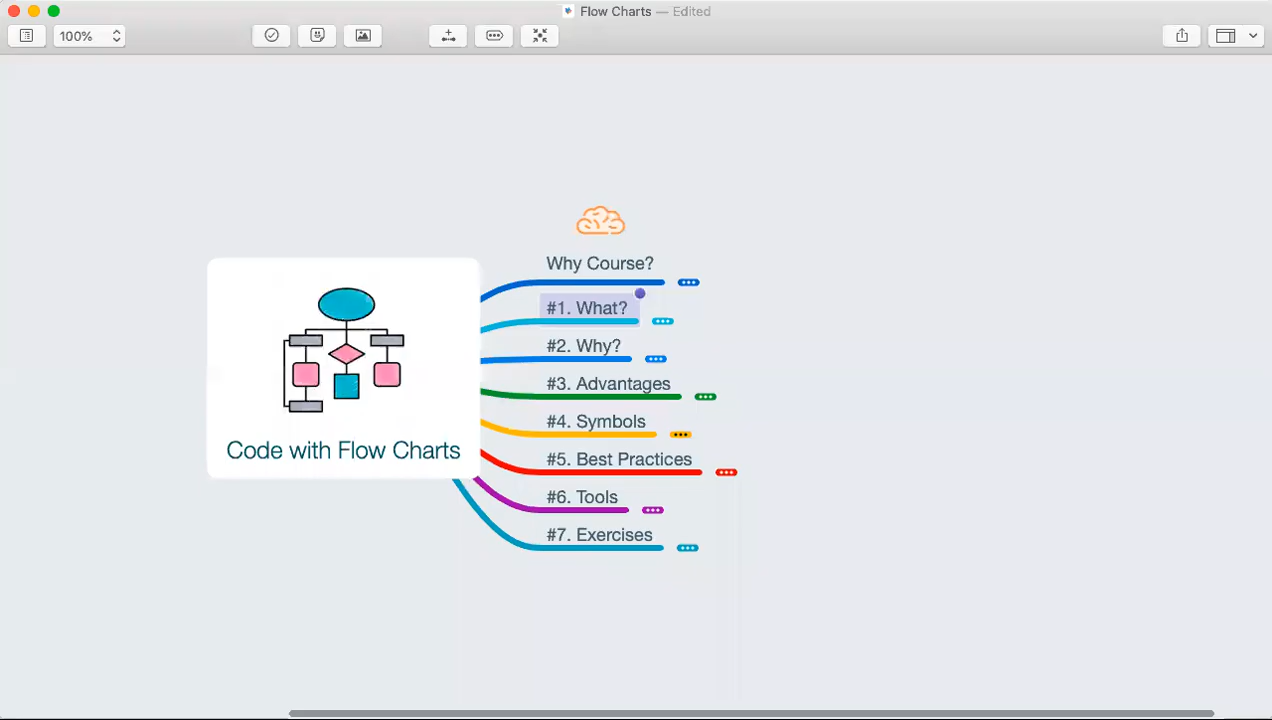 Flow Charts — Edited
100%
Why Course?
#1. What?
#2. Why?
#3. Advantages
#4. Symbols
#5. Best Practices
#6. Tools
#7. Exercises
Code with Flow Charts